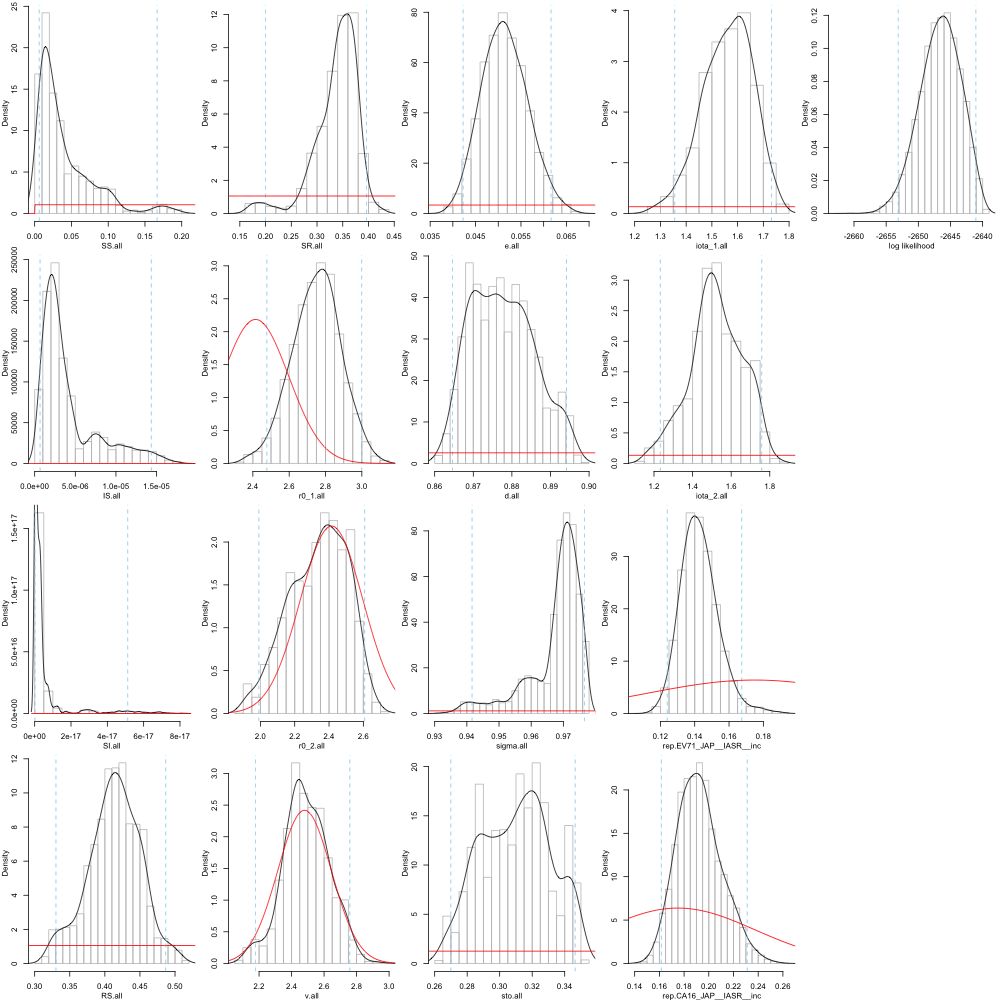 Density
0 5 10 15 20 25
0.00 0.05 0.10 0.15 0.20
SS.all
Density
0 2 4 6 8 10 12
0.15 0.20 0.25 0.30 0.35 0.40 0.45
SR.all
Density
0 20 40 60 80
0.035 0.045 0.055 0.065
e.all
Density
0 1 2 3 4
1.2 1.3 1.4 1.5 1.6 1.7 1.8
iota_1.all
Density
0.00 0.02 0.04 0.06 0.08 0.10 0.12
-2660 -2655 -2650 -2645 -2640
log likelihood
Density
0 50000 100000 150000 200000 250000
0.0e+00 5.0e-06 1.0e-05 1.5e-05
IS.all
Density
0.0 0.5 1.0 1.5 2.0 2.5 3.0
2.4 2.6 2.8 3.0
r0_1.all
Density
0 10 20 30 40 50
0.86 0.87 0.88 0.89 0.90
d.all
Density
0.0 0.5 1.0 1.5 2.0 2.5 3.0
1.2 1.4 1.6 1.8
iota_2.all
Density
0.0e+00 5.0e+16 1.0e+17 1.5e+17
0e+00 2e-17 4e-17 6e-17 8e-17
SI.all
Density
0.0 0.5 1.0 1.5 2.0
2.0 2.2 2.4 2.6
r0_2.all
Density
0 20 40 60 80
0.93 0.94 0.95 0.96 0.97
sigma.all
Density
0 10 20 30
0.12 0.14 0.16 0.18
rep.EV71_JAP__IASR__inc
Density
0 2 4 6 8 10 12
0.30 0.35 0.40 0.45 0.50
RS.all
Density
0.0 0.5 1.0 1.5 2.0 2.5 3.0
2.2 2.4 2.6 2.8 3.0
v.all
Density
0 5 10 15 20
0.26 0.28 0.30 0.32 0.34
sto.all
Density
0 5 10 15 20
0.14 0.16 0.18 0.20 0.22 0.24 0.26
rep.CA16_JAP__IASR__inc